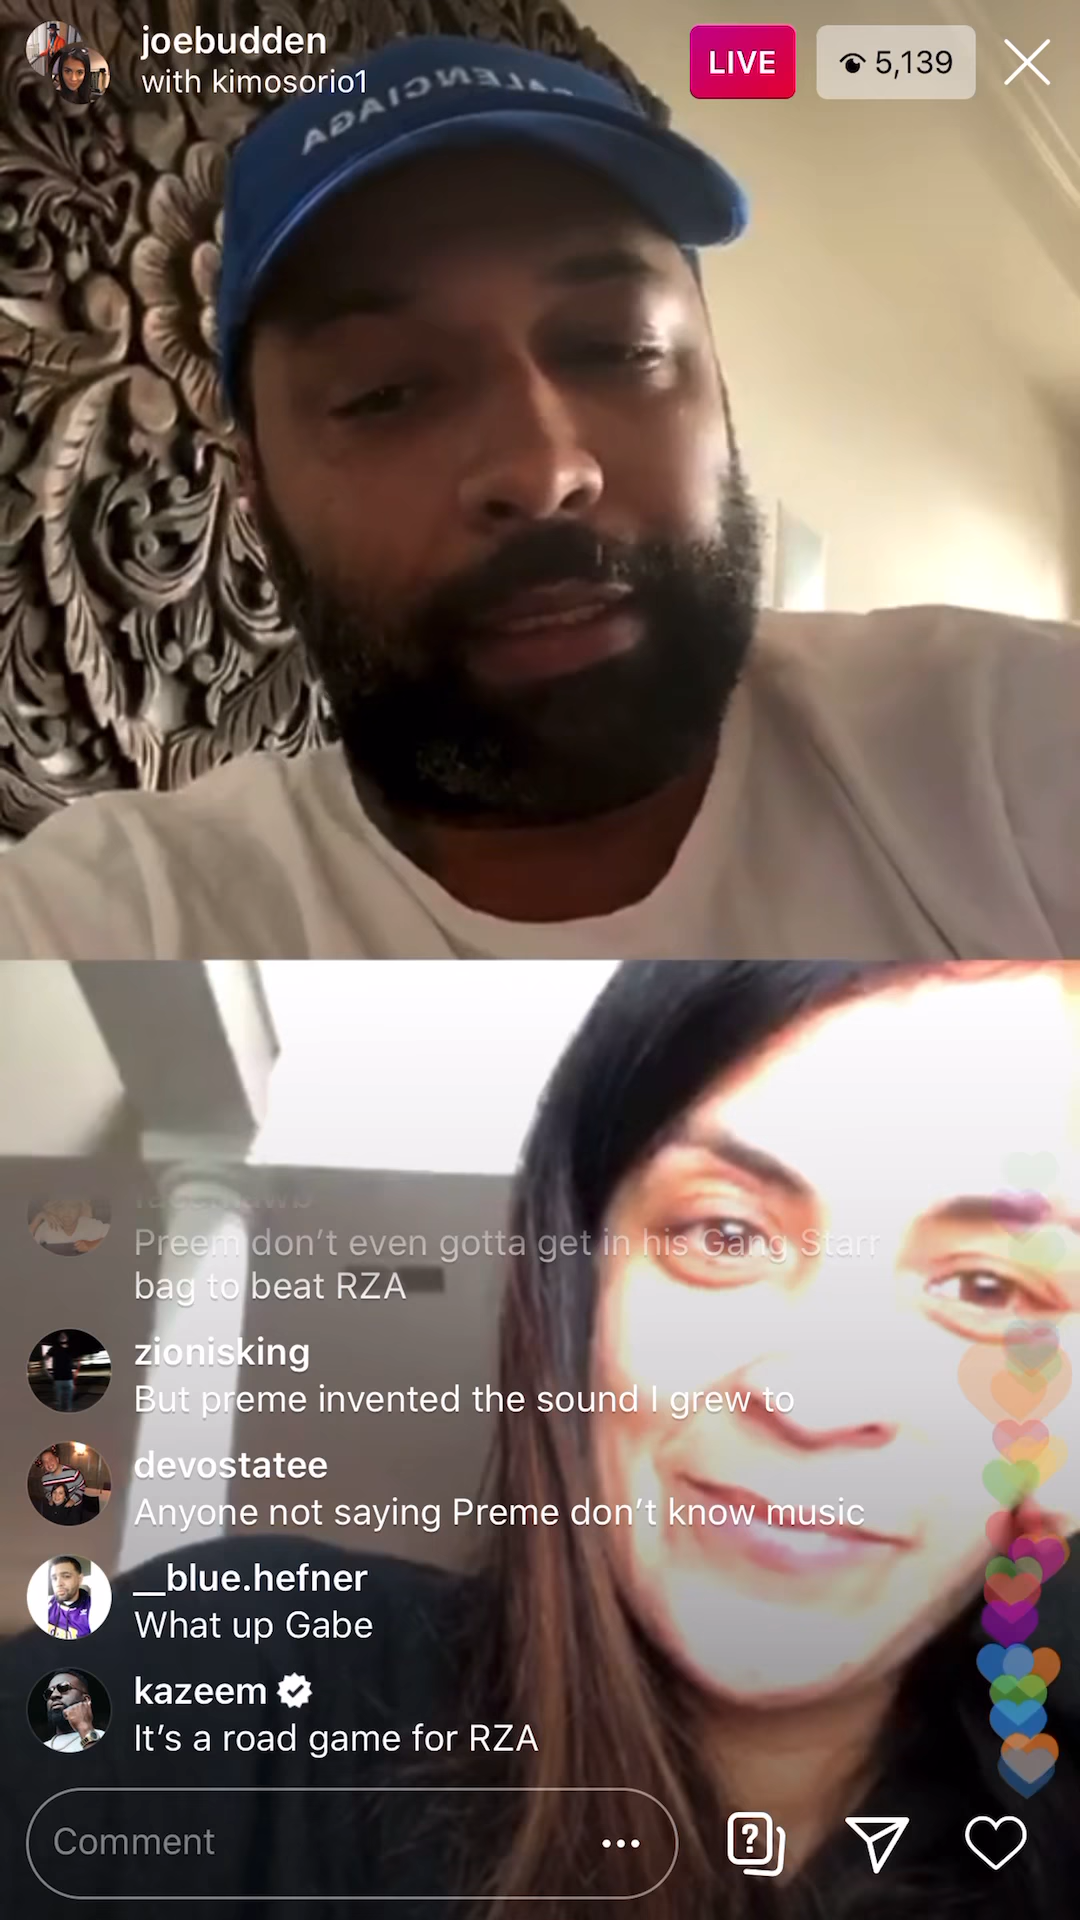 joebudden
with kimosorio1
LIVE
5,139
BALENCIAGA
Preem don't even gotta get in his Gang Starr
bag to beat RZA
zionisking
But preme invented the sound I grew to
devostatee
Anyone not saying Preme don't know music
__blue.hefner
What up Gabe
kazeem
It's a road game for RZA
Comment